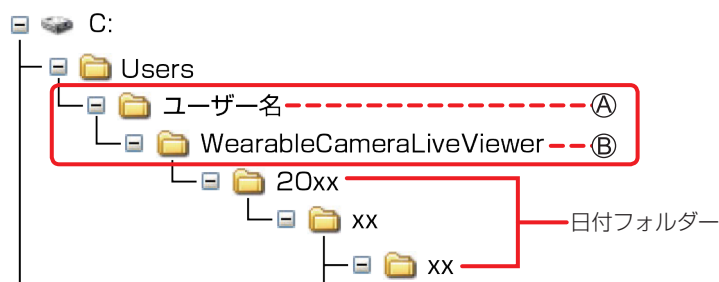 C:
Users
ユーザー名 Ⓐ
WearableCameraLiveViewer Ⓑ
20xx
xx
日付フォルダー
xx